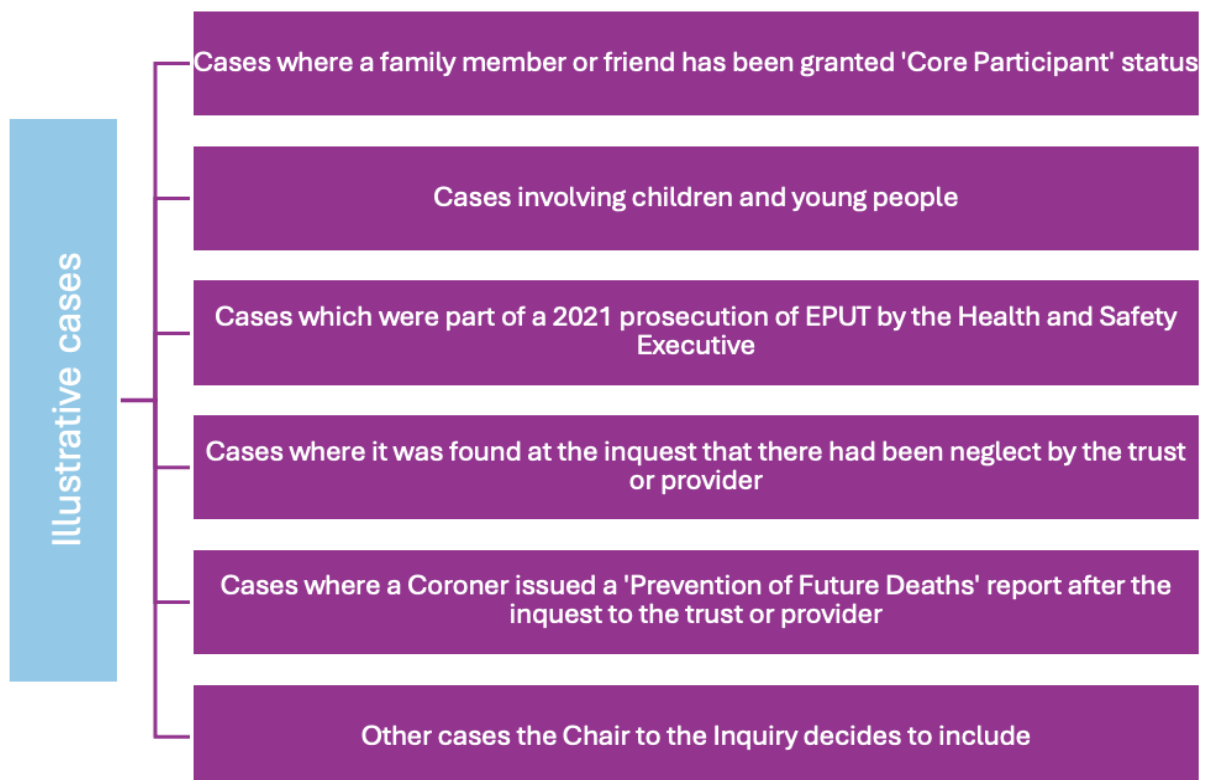 Illustrative cases
Cases where a family member or friend has been granted 'Core Participant' status
Cases involving children and young people
Cases which were part of a 2021 prosecution of EPUT by the Health and Safety
Executive
Cases where it was found at the inquest that there had been neglect by the trust
or provider
Cases where a Coroner issued a 'Prevention of Future Deaths' report after the
inquest to the trust or provider
Other cases the Chair to the Inquiry decides to include